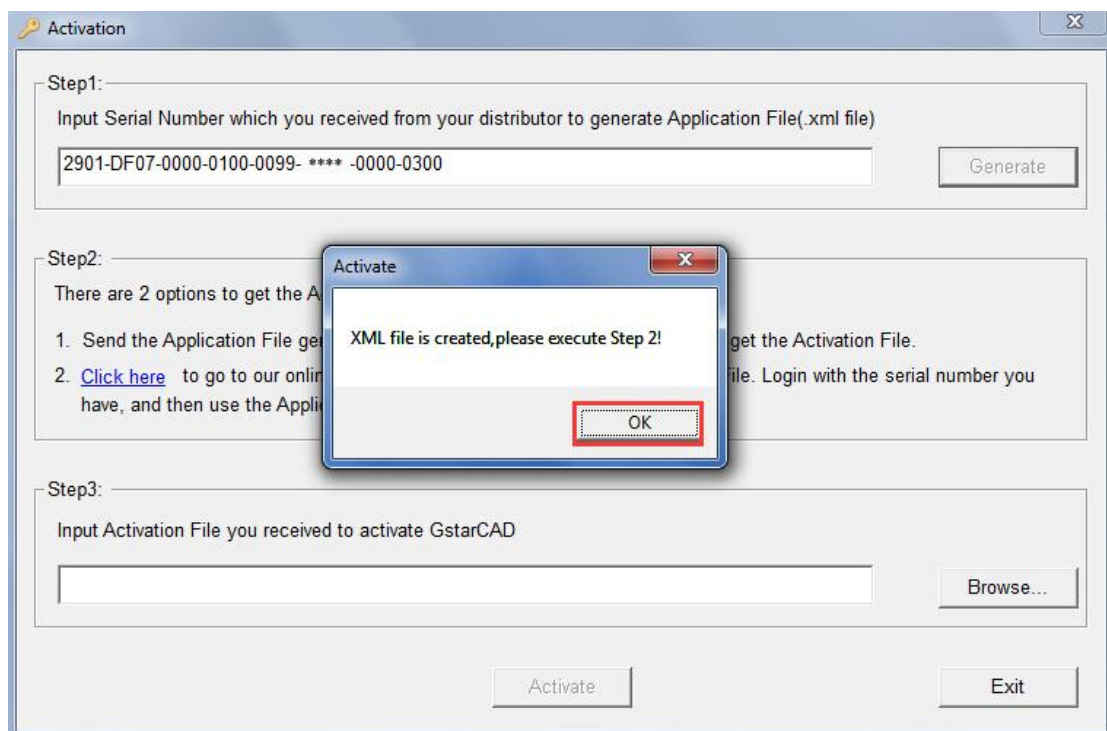 Activation
Step1:
Input Serial Number which you received from your distributor to generate Application File(.xml file)
2901-DF07-0000-0100-0099- **** -0000-0300
Generate
Step2:
There are 2 options to get the A
1. Send the Application File ge get the Activation File.
2. Click here to go to our onlin ile. Login with the serial number you
have, and then use the Appli
Activate
XML file is created,please execute Step 2!
OK
Step3:
Input Activation File you received to activate GstarCAD
Browse...
Activate
Exit